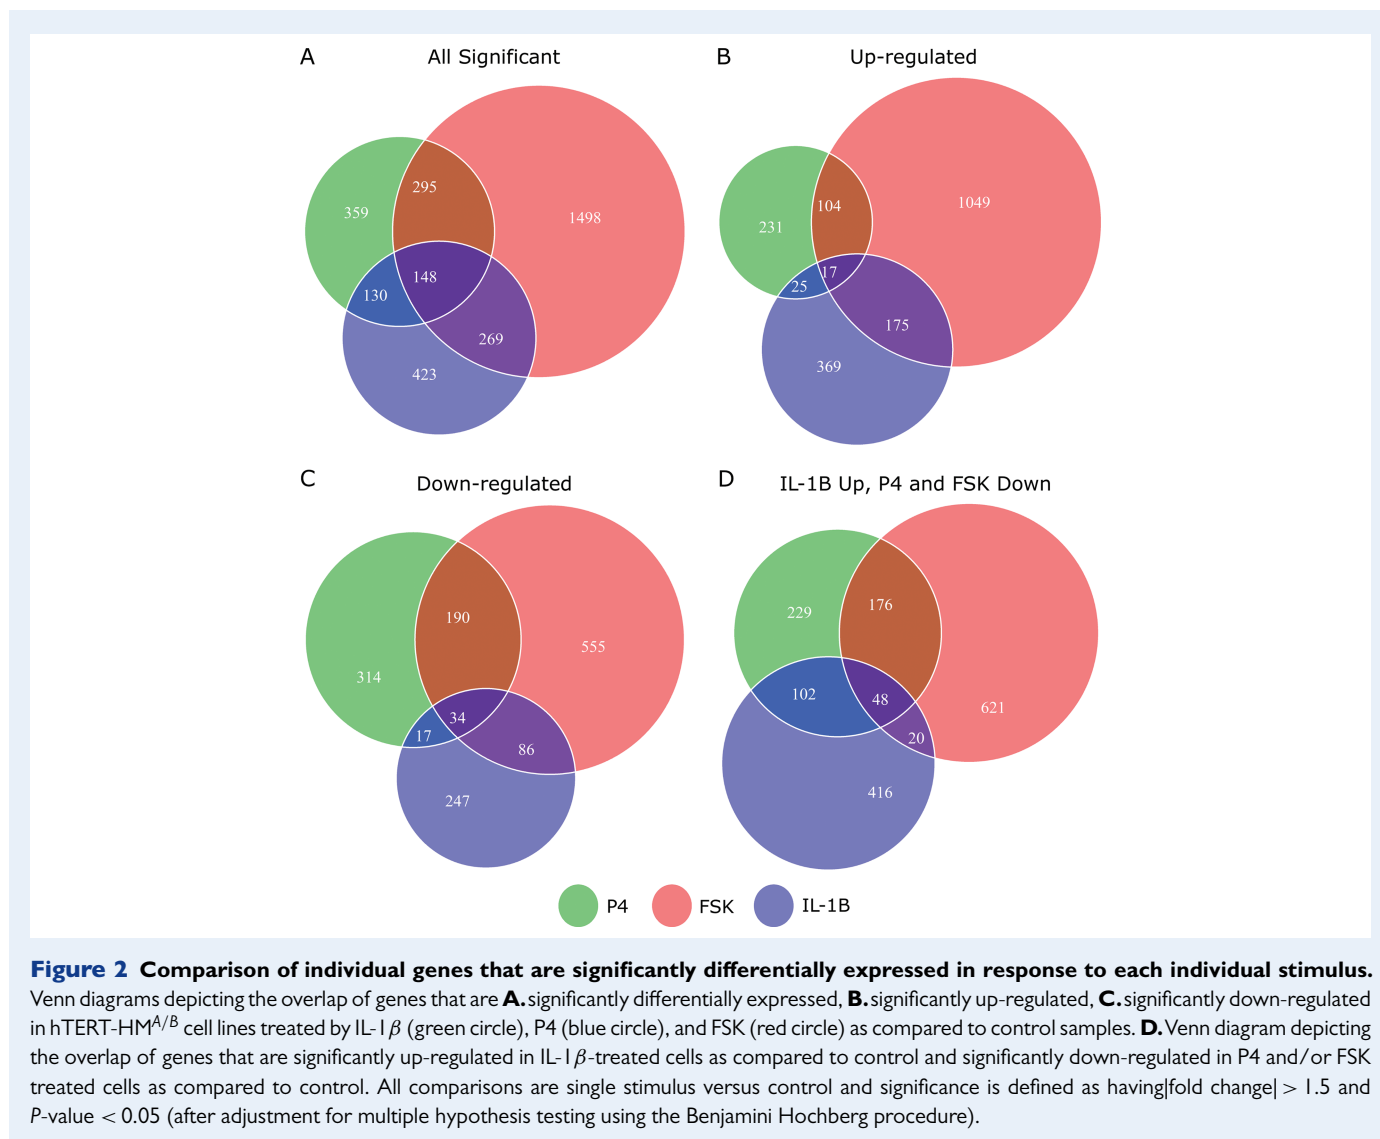 A
All Significant
359
295
1498
148
130
269
423
B
Up-regulated
231
104
1049
17
25
175
369
C
Down-regulated
190
555
314
34
17
86
247
D
IL-1B Up, P4 and FSK Down
229
176
102
48
621
20
416
P4 FSK IL-1B
Figure 2 Comparison of individual genes that are significantly differentially expressed in response to each individual stimulus.
Venn diagrams depicting the overlap of genes that are A. significantly differentially expressed, B. significantly up-regulated, C. significantly down-regulated
in hTERT-HM^A/B cell lines treated by IL-1β (green circle), P4 (blue circle), and FSK (red circle) as compared to control samples. D. Venn diagram depicting
the overlap of genes that are significantly up-regulated in IL-1β-treated cells as compared to control and significantly down-regulated in P4 and/or FSK
treated cells as compared to control. All comparisons are single stimulus versus control and significance is defined as having|fold change| > 1.5 and
P-value < 0.05 (after adjustment for multiple hypothesis testing using the Benjamini Hochberg procedure).